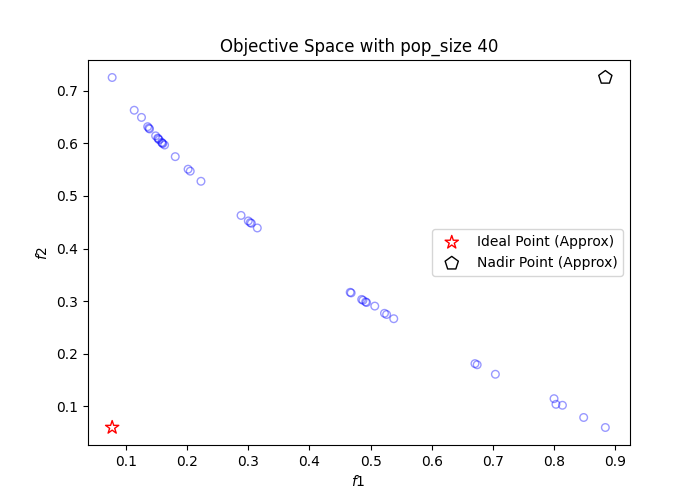 Objective Space with pop_size 40
f2
0.7
0.6
0.5
0.4
0.3
0.2
0.1
Ideal Point (Approx)
Nadir Point (Approx)
0.1 0.2 0.3 0.4 0.5 0.6 0.7 0.8 0.9
f1